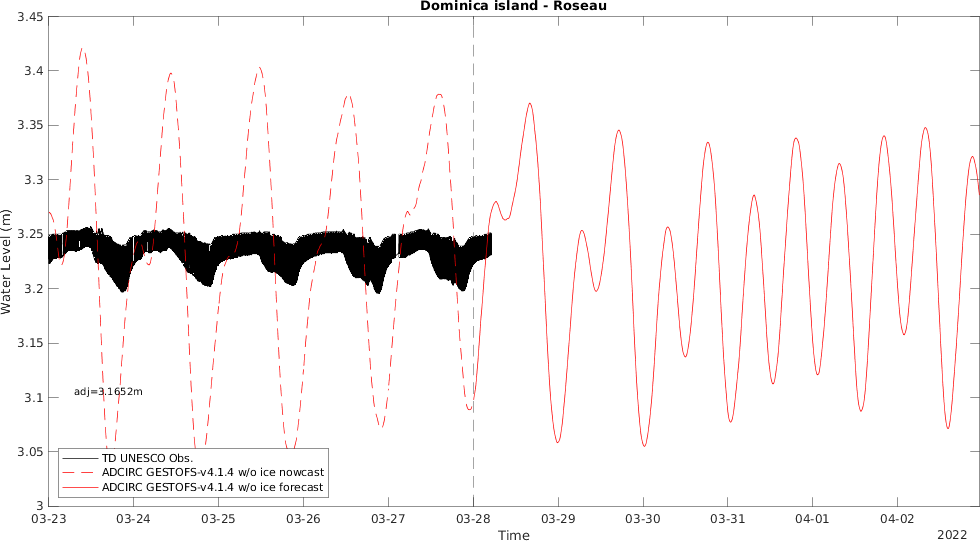 Dominica island - Roseau
3.45
3.4
3.35
3.3
3.25
3.2
3.15
3.1
3.05
3
Water Level (m)
adj=3.1652m
TD UNESCO Obs.
ADCIRC GESTOFS-v4.1.4 w/o ice nowcast
ADCIRC GESTOFS-v4.1.4 w/o ice forecast
03-23 03-24 03-25 03-26 03-27 03-28 03-29 03-30 03-31 04-01 04-02
Time
2022